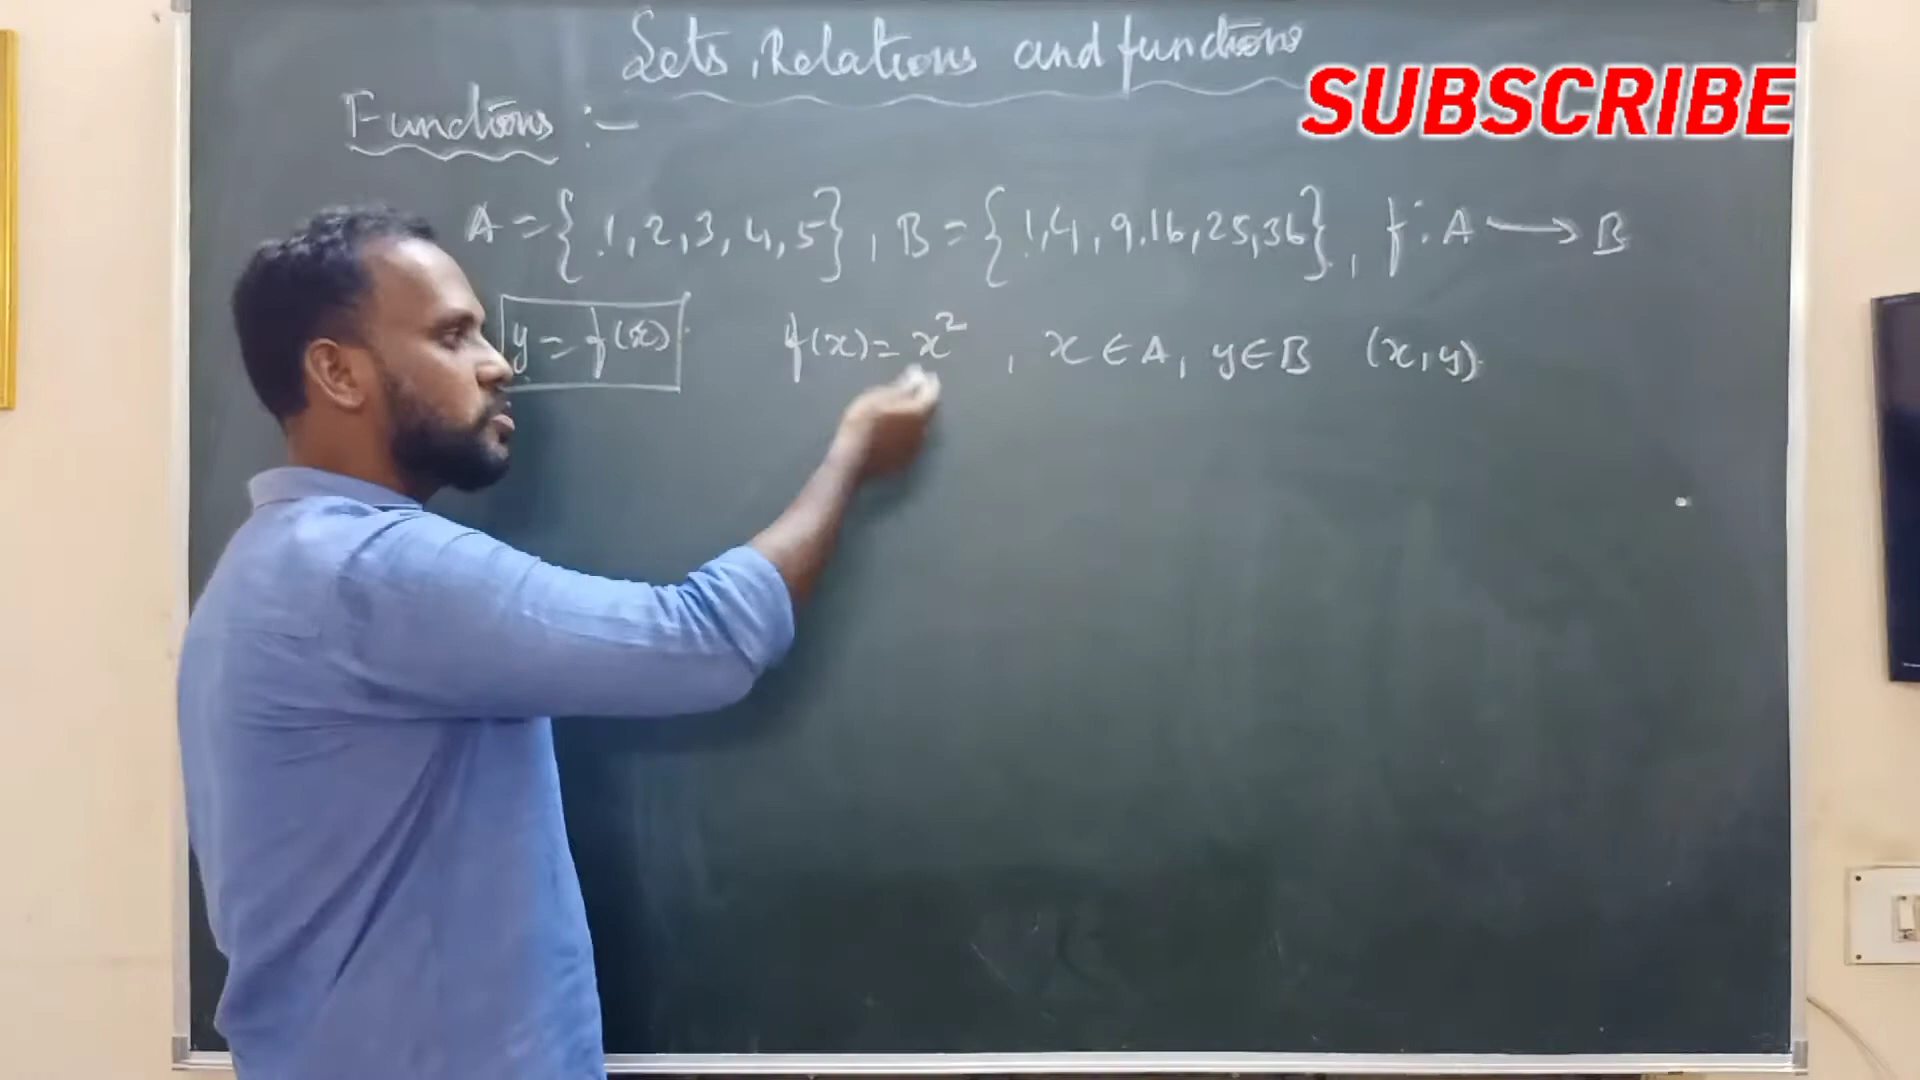 Sets, Relations and functions
SUBSCRIBE
Functions :-
A = {1, 2, 3, 4, 5}, B = {1, 4, 9, 16, 25, 36}, f: A → B
y = f(x) f(x) = x², x ∈ A, y ∈ B (x, y)